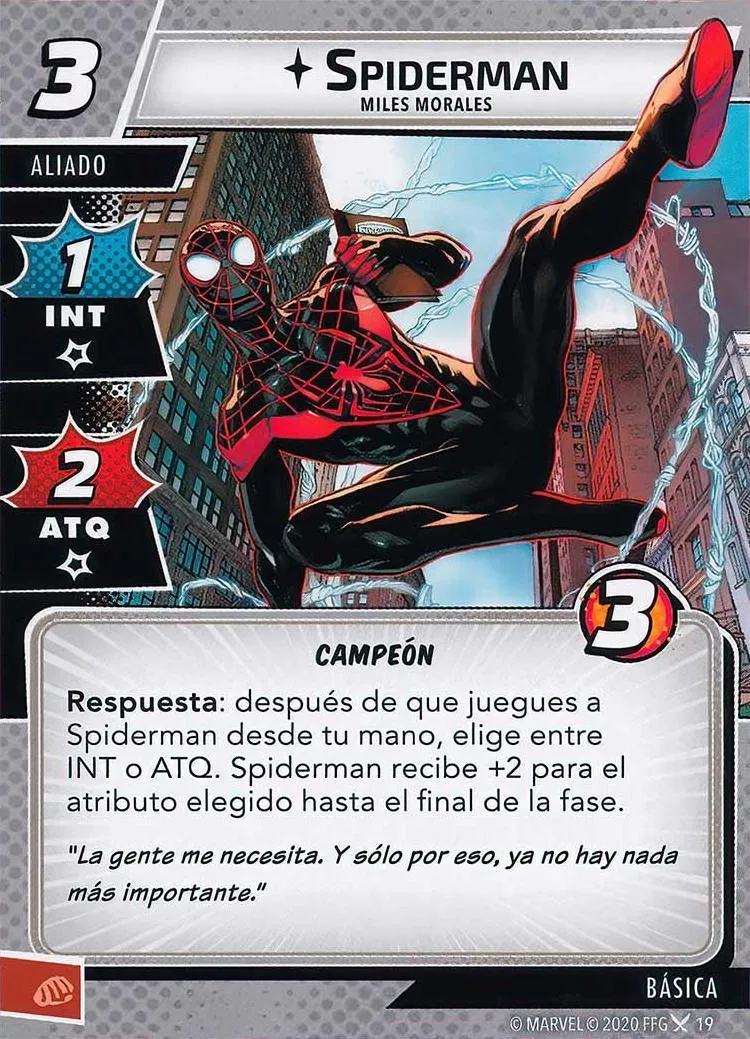 3
SPIDERMAN
MILES MORALES
ALIADO
1
INT
2
ATQ
3
CAMPEÓN
Respuesta: después de que juegues a
Spiderman desde tu mano, elige entre
INT o ATQ. Spiderman recibe +2 para el
atributo elegido hasta el final de la fase.
"La gente me necesita. Y sólo por eso, ya no hay nada
más importante."
BÁSICA
© MARVEL © 2020 FFG 19